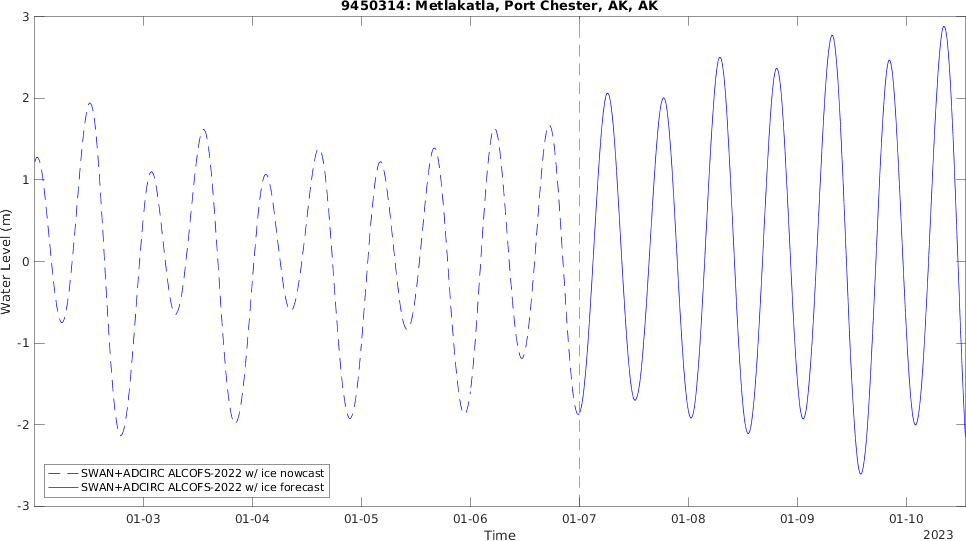 9450314: Metlakatla, Port Chester, AK, AK
3
2
1
0
-1
-2
-3
Water Level (m)
SWAN+ADCIRC ALCOFS-2022 w/ ice nowcast
SWAN+ADCIRC ALCOFS-2022 w/ ice forecast
01-03 01-04 01-05 01-06 01-07 01-08 01-09 01-10
Time
2023